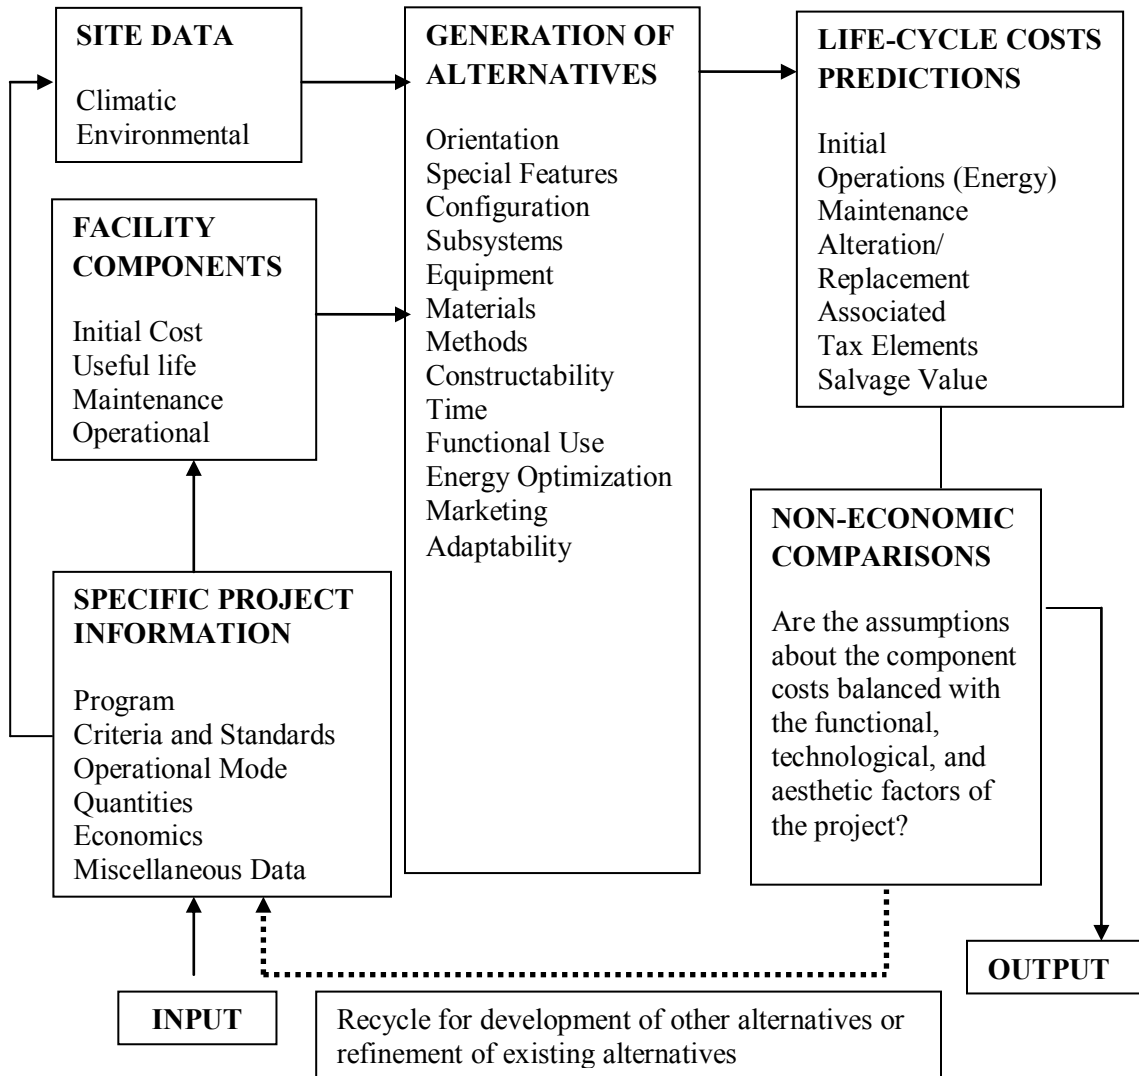 SITE DATA
Climatic
Environmental
FACILITY
COMPONENTS
Initial Cost
Useful life
Maintenance
Operational
SPECIFIC PROJECT
INFORMATION
Program
Criteria and Standards
Operational Mode
Quantities
Economics
Miscellaneous Data
INPUT
GENERATION OF
ALTERNATIVES
Orientation
Special Features
Configuration
Subsystems
Equipment
Materials
Methods
Constructability
Time
Functional Use
Energy Optimization
Marketing
Adaptability
LIFE-CYCLE COSTS
PREDICTIONS
Initial
Operations (Energy)
Maintenance
Alteration/
Replacement
Associated
Tax Elements
Salvage Value
NON-ECONOMIC
COMPARISONS
Are the assumptions
about the component
costs balanced with
the functional,
technological, and
aesthetic factors of
the project?
OUTPUT
Recycle for development of other alternatives or
refinement of existing alternatives